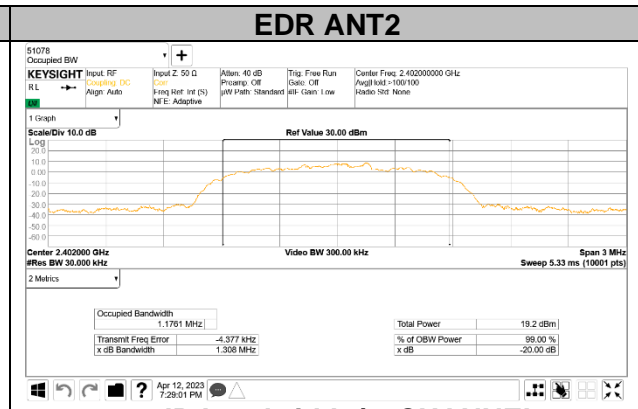 EDR ANT2
51078
Occupied BW
KEYSIGHT Input: RF Input Z: 50 Ω Atten: 40 dB Trig: Free Run Center Freq: 2.402000000 GHz
RL Coupling: DC Corr Preamp: Off Gate: Off Avg|Hold:>100/100
Align: Auto Freq Ref: Int (S) µW Path: Standard #IF Gain: Low Radio Std: None
NFE: Adaptive
1 Graph
Scale/Div 10.0 dB Ref Value 30.00 dBm
Log
20.0
10.0
0.00
-10.0
-20.0
-30.0
-40.0
-50.0
-60.0
Center 2.402000 GHz Video BW 300.00 kHz Span 3 MHz
#Res BW 30.000 kHz Sweep 5.33 ms (10001 pts)
2 Metrics
Occupied Bandwidth
1.1761 MHz Total Power 19.2 dBm
Transmit Freq Error -4.377 kHz % of OBW Power 99.00 %
x dB Bandwidth 1.308 MHz x dB -20.00 dB
? Apr 12, 2023
7:29:01 PM